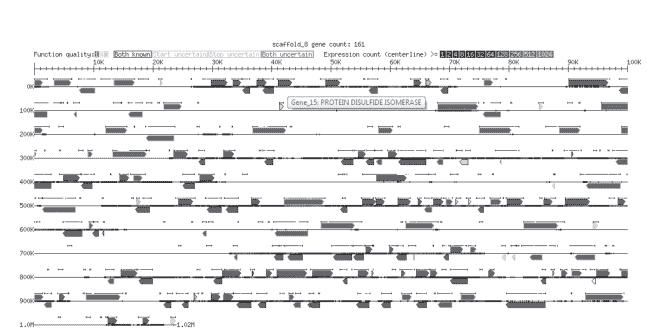 scaffold_8 gene count: 161
Function quality: Both known Start uncertain Stop uncertain Both uncertain Expression count (centerline) >= 1 2 4 8 16 32 64 128 256 512 1024
10K 20K 30K 40K 50K 60K 70K 80K 90K 100K
0K
Gene_15: PROTEIN DISULFIDE ISOMERASE
100K
200K
300K
400K
500K
600K
700K
800K
900K
1.0M 1.02M